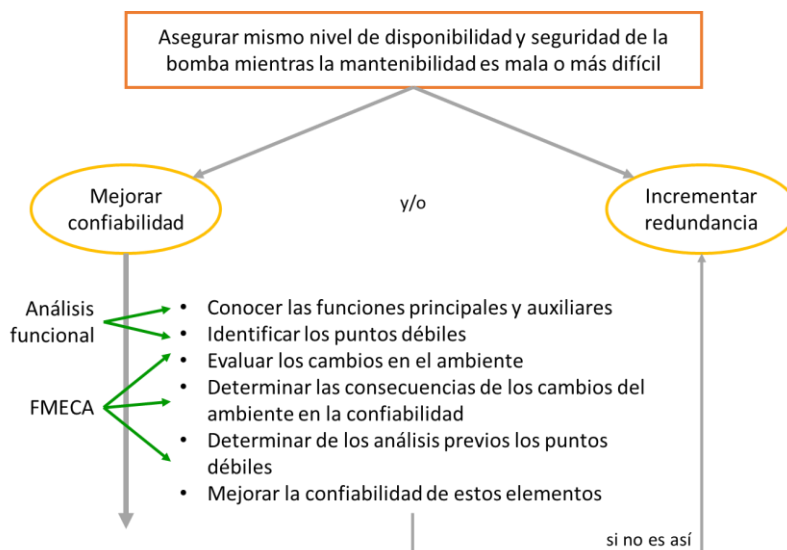 Asegurar mismo nivel de disponibilidad y seguridad de la
bomba mientras la mantenibilidad es mala o más difícil
Mejorar
confiabilidad
y/o
Incrementar
redundancia
Análisis
funcional
• Conocer las funciones principales y auxiliares
• Identificar los puntos débiles
• Evaluar los cambios en el ambiente
FMECA
• Determinar las consecuencias de los cambios del
ambiente en la confiabilidad
• Determinar de los análisis previos los puntos
débiles
• Mejorar la confiabilidad de estos elementos
si no es así